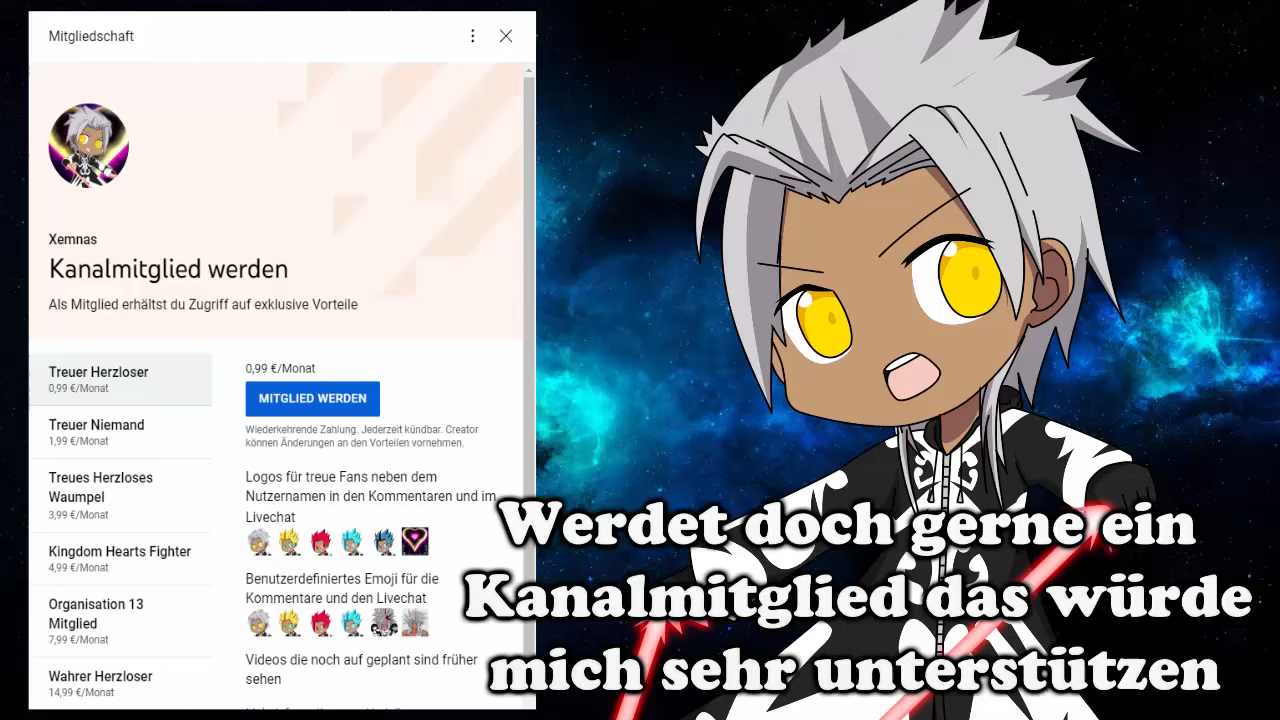 Mitgliedschaft
Xemnas
Kanalmitglied werden
Als Mitglied erhältst du Zugriff auf exklusive Vorteile
Treuer Herzloser
0,99 €/Monat
Treuer Niemand
1,99 €/Monat
Treues Herzloses
Waumpel
3,99 €/Monat
Kingdom Hearts Fighter
4,99 €/Monat
Organisation 13
Mitglied
7,99 €/Monat
Wahrer Herzloser
14,99 €/Monat
0,99 €/Monat
MITGLIED WERDEN
Wiederkehrende Zahlung. Jederzeit kündbar. Creator
können Änderungen an den Vorteilen vornehmen.
Logos für treue Fans neben dem
Nutzernamen in den Kommentaren und im
Livechat
Benutzerdefiniertes Emoji für die
Kommentare und den Livechat
Videos die noch auf geplant sind früher
sehen
Werdet doch gerne ein
Kanalmitglied das würde
mich sehr unterstützen